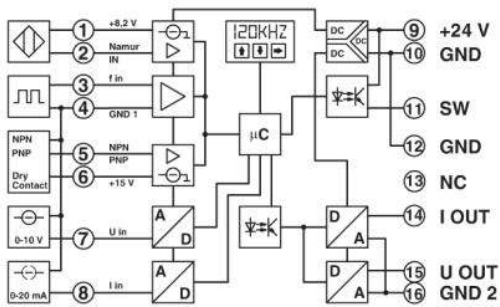 1 +8,2 V
2 Namur
IN
3 f in
4 GND 1
NPN
PNP
Dry
Contact
5 NPN
PNP
6 +15 V
0-10 V
7 U in
0-20 mA
8 I in
120KHZ
µC
A
D
A
D
DC
DC
DC
D
A
D
A
9 +24 V
10 GND
11 SW
12 GND
13 NC
14 I OUT
15 U OUT
16 GND 2